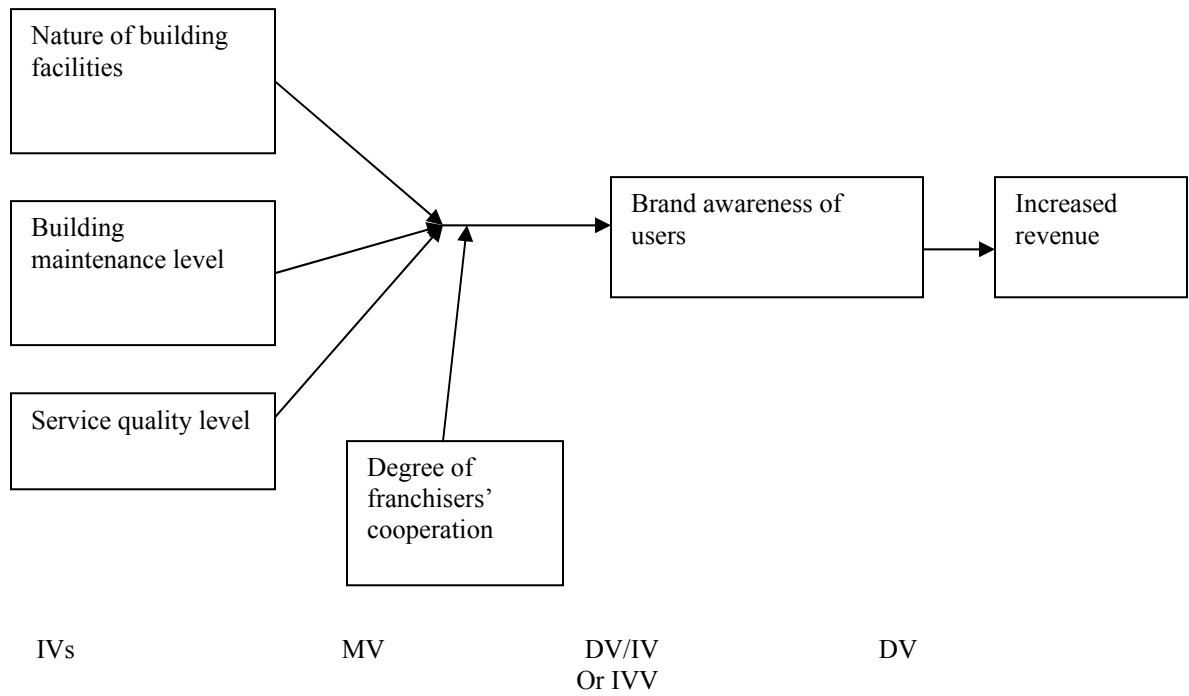 Nature of building
facilities
Building
maintenance level
Service quality level
Degree of
franchisers’
cooperation
Brand awareness of
users
Increased
revenue
IVs
MV
DV/IV
Or IVV
DV